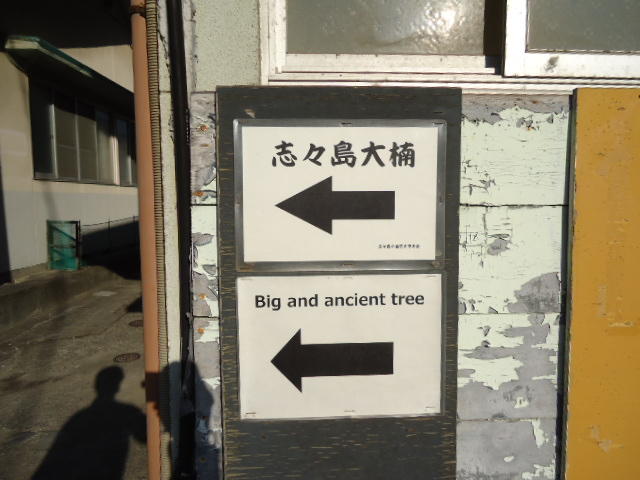 志々島大楠
Big and ancient tree